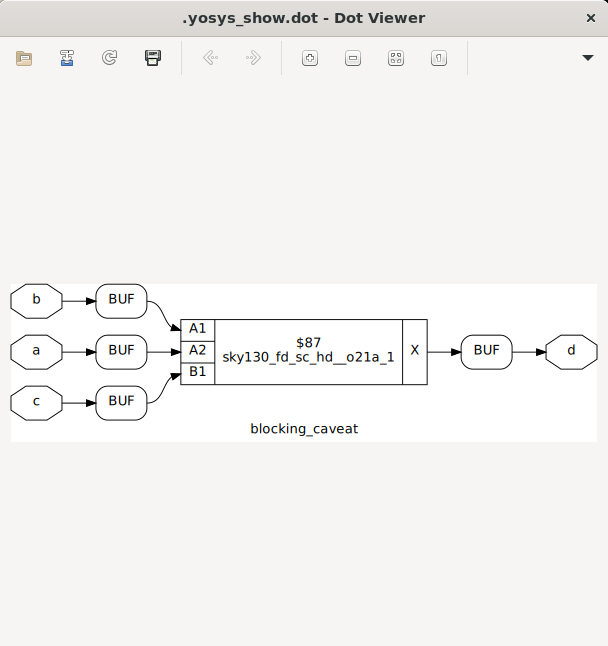 .yosys_show.dot - Dot Viewer
b
BUF
A1
a
BUF
A2
c
BUF
B1
$87
sky130_fd_sc_hd__o21a_1
X
BUF
d
blocking_caveat